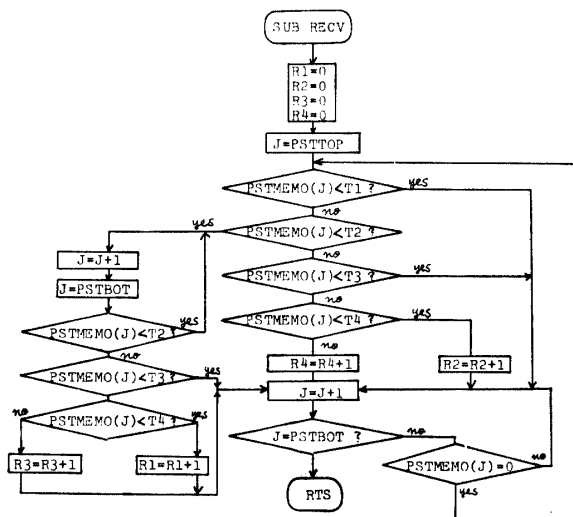 SUB RECV
R1=0
R2=0
R3=0
R4=0
J=PSTTOP
PSTMEMO(J)<T1 ?
yes
no
PSTMEMO(J)<T2 ?
yes
no
PSTMEMO(J)<T3 ?
yes
no
PSTMEMO(J)<T4 ?
yes
no
R4=R4+1
R2=R2+1
J=J+1
J=PSTBOT ?
no
PSTMEMO(J)=0
no
yes
RTS
J=J+1
J=PSTBOT
PSTMEMO(J)<T2 ?
yes
no
PSTMEMO(J)<T3 ?
yes
PSTMEMO(J)<T4 ?
no
yes
R3=R3+1
R1=R1+1